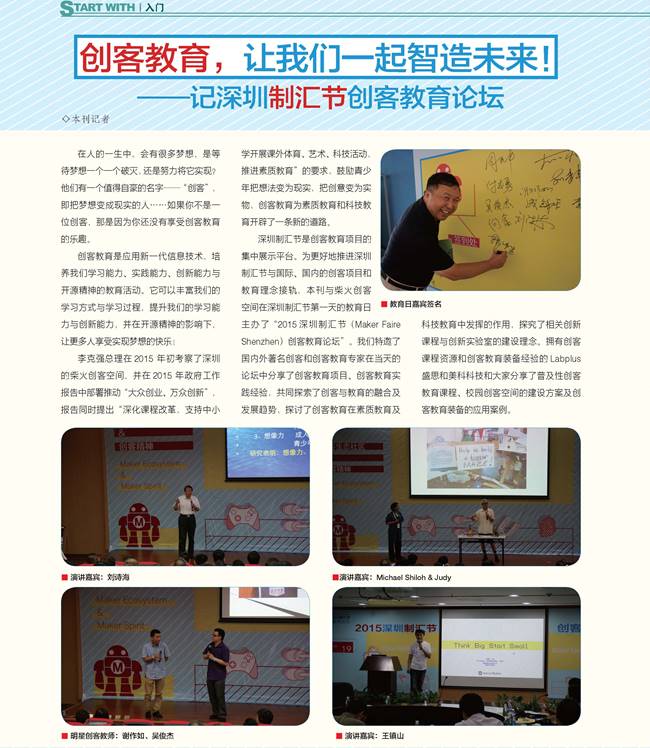 START WITH | 入门
创客教育，让我们一起智造未来！
——记深圳制汇节创客教育论坛
◇本刊记者
在人的一生中，会有很多梦想，是等
待梦想一个一个破灭，还是努力将它实现？
他们有一个值得自豪的名字——“创客”，
即把梦想变成现实的人……如果你不是一
位创客，那是因为你还没有享受创客教育
的乐趣。
创客教育是应用新一代信息技术，培
养我们学习能力、实践能力、创新能力与
开源精神的教育活动。它可以丰富我们的
学习方式与学习过程，提升我们的学习能
力与创新能力，并在开源精神的影响下，
让更多人享受实现梦想的快乐！
李克强总理在 2015 年初考察了深圳
的柴火创客空间，并在 2015 年政府工作
报告中部署推动“大众创业、万众创新”，
报告同时提出“深化课程改革，支持中小
学开展课外体育、艺术、科技活动，
推进素质教育”的要求，鼓励青少
年把想法变为现实，把创意变为实
物，创客教育为素质教育和科技教
育开辟了一条新的道路。
深圳制汇节是创客教育项目的
集中展示平台。为更好地推进深圳
制汇节与国际、国内的创客项目和
教育理念接轨，本刊与柴火创客
空间在深圳制汇节第一天的教育日
主办了“2015 深圳制汇节（Maker Faire
Shenzhen）创客教育论坛”。我们特邀了
国内外著名创客和创客教育专家在当天的
论坛中分享了创客教育项目、创客教育实
践经验，共同探索了创客与教育的融合及
发展趋势，探讨了创客教育在素质教育及
签到处
■ 教育日嘉宾签名
科技教育中发挥的作用，探究了相关创新
课程与创新实验室的建设理念。拥有创客
课程资源和创客教育装备经验的 Labplus
盛思和美科科技和大家分享了普及性创客
教育课程、校园创客空间的建设方案及创
客教育装备的应用案例。
创客精神
Maker Ecosystem
&
Maker Spirit
3、想像力
研究表明：想像力、
■ 演讲嘉宾：刘诗海
■演讲嘉宾：Michael Shiloh & Judy
Maker Ecosystem
&
Maker Spirit
■ 明星创客教师：谢作如、吴俊杰
2015深圳制汇节
创客
19
Think Big Start Small
■ 演讲嘉宾：王镇山